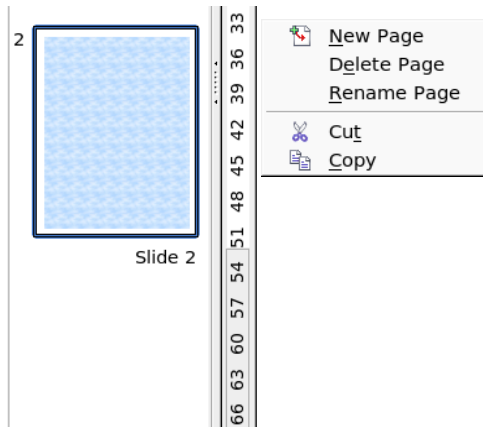 2
Slide 2
33
36
39
42
45
48
51
54
57
60
63
66
New Page
Delete Page
Rename Page
Cut
Copy